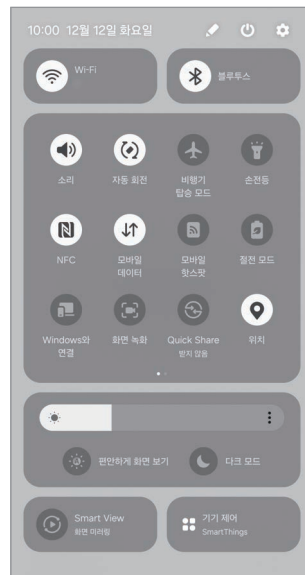 10:00 12월 12일 화요일
Wi-Fi
블루투스
소리
자동 회전
비행기
탑승 모드
손전등
NFC
모바일
데이터
모바일
핫스팟
절전 모드
Windows와
연결
화면 녹화
Quick Share
받지 않음
위치
편안하게 화면 보기
다크 모드
Smart View
화면 미러링
기기 제어
SmartThings